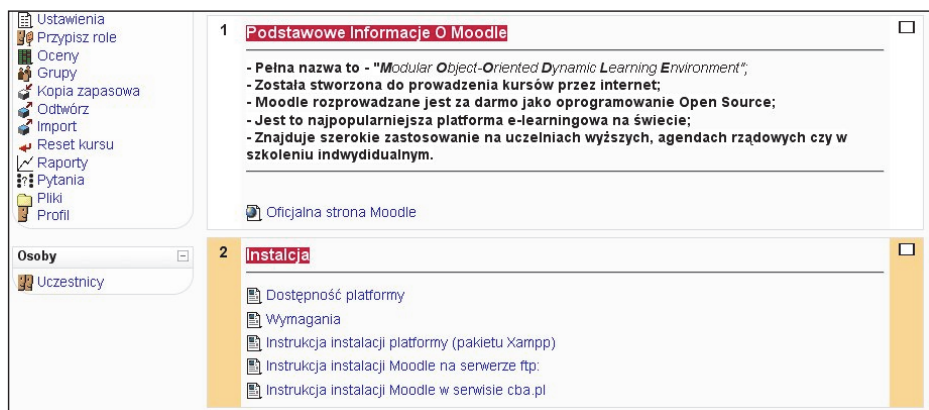 Ustawienia
Przypisz role
Oceny
Grupy
Kopia zapasowa
Odtwórz
Import
Reset kursu
Raporty
Pytania
Pliki
Profil
Osoby
Uczestnicy
1 Podstawowe Informacje O Moodle
- Pełna nazwa to - "Modular Object-Oriented Dynamic Learning Environment";
- Została stworzona do prowadzenia kursów przez internet;
- Moodle rozprowadzane jest za darmo jako oprogramowanie Open Source;
- Jest to najpopularniejsza platforma e-learningowa na świecie;
- Znajduje szerokie zastosowanie na uczelniach wyższych, agendach rządowych czy w
szkoleniu indwydidualnym.
Oficjalna strona Moodle
2 Instalcja
Dostępność platformy
Wymagania
Instrukcja instalacji platformy (pakietu Xampp)
Instrukcja instalacji Moodle na serwerze ftp:
Instrukcja instalacji Moodle w serwisie cba.pl